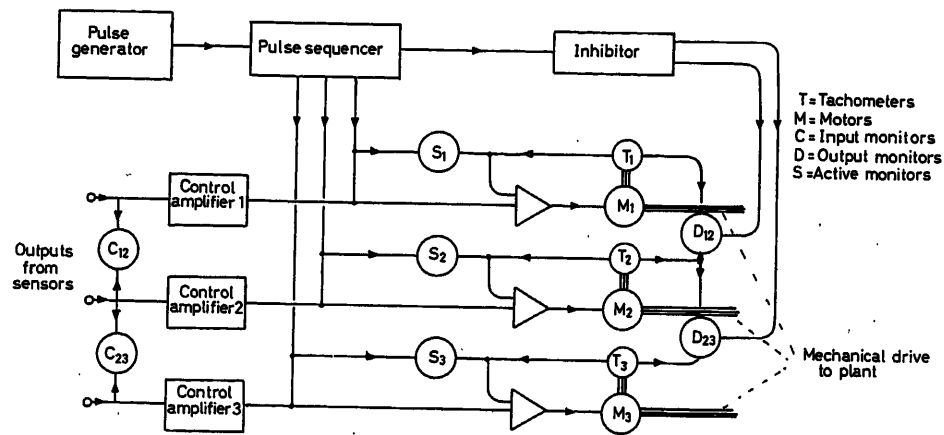 Pulse
generator
Pulse sequencer
Inhibitor
T = Tachometers
M = Motors
C = Input monitors
D = Output monitors
S = Active monitors
S1
T1
Control
amplifier 1
M1
D12
C12
Outputs
from
sensors
S2
T2
Control
amplifier 2
M2
D23
C23
S3
T3
Mechanical drive
to plant
Control
amplifier 3
M3